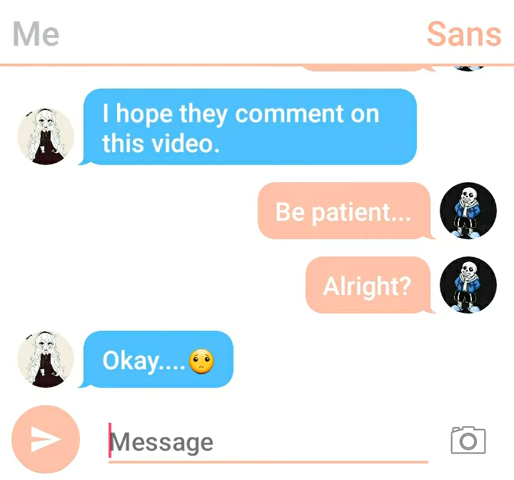 Me
Sans
I hope they comment on
this video.
Be patient...
Alright?
Okay....🙁
Message